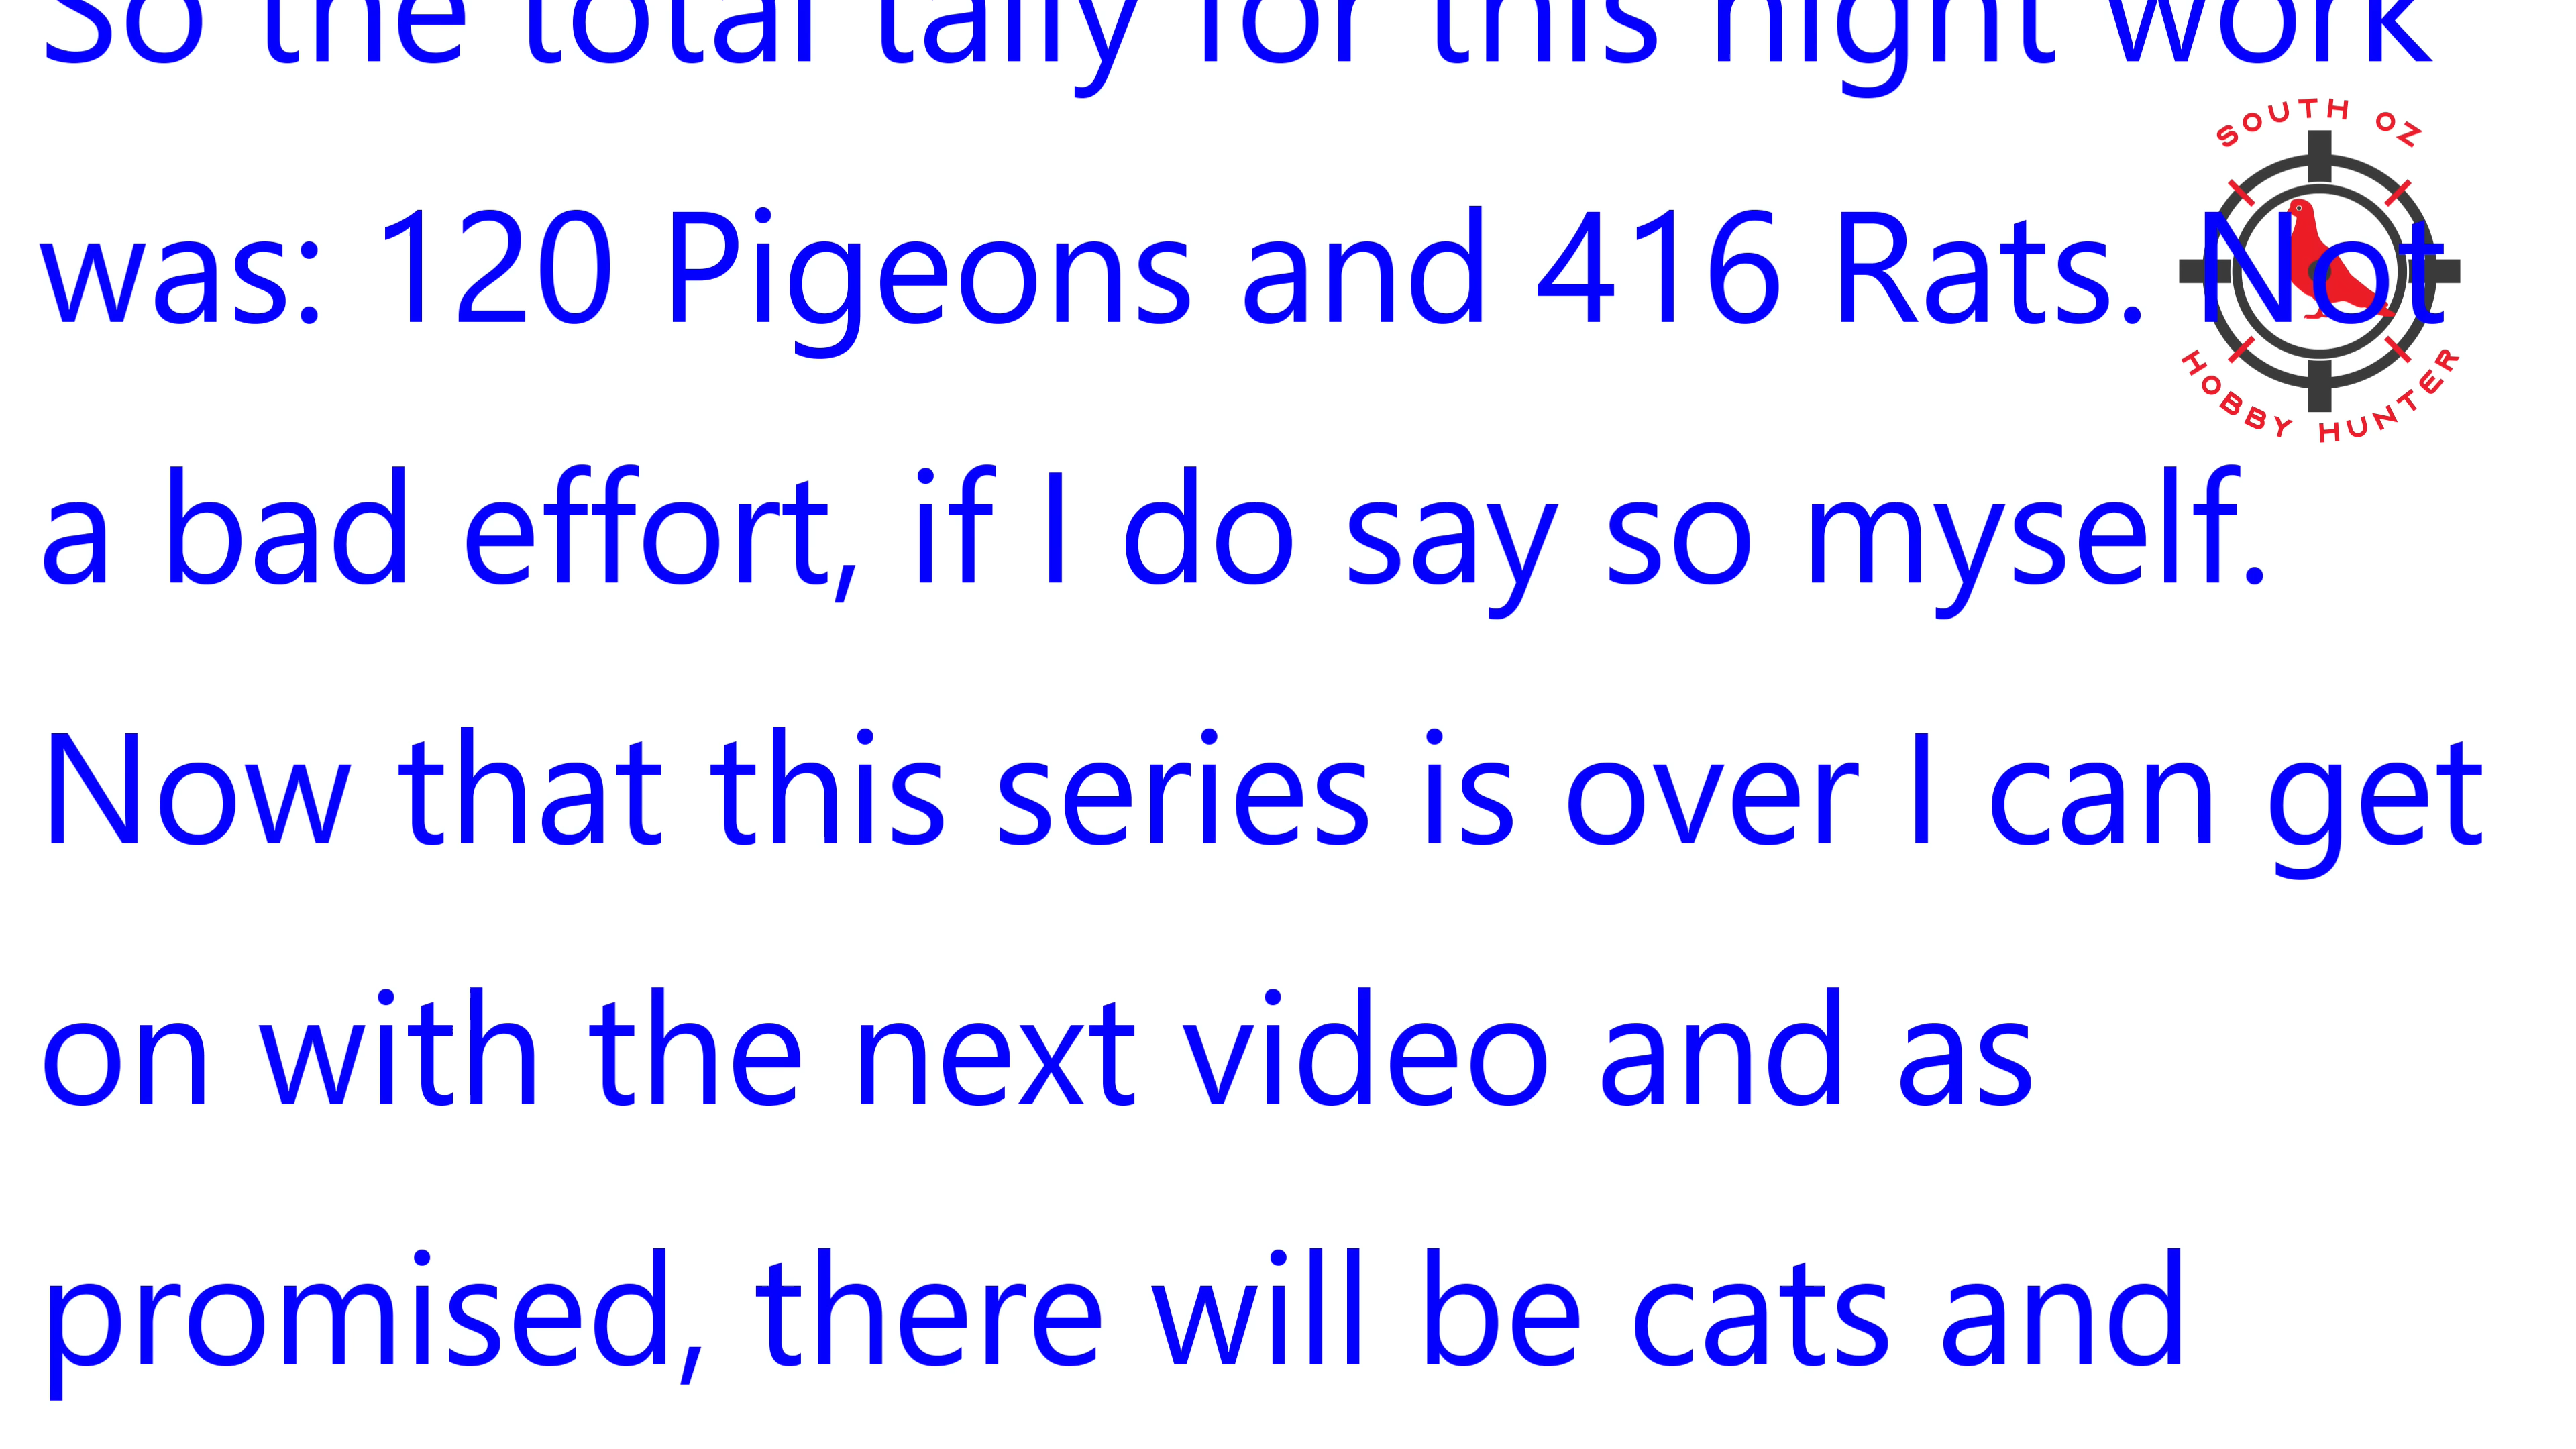 So the total tally for this night work
SOUTH OZ
was: 120 Pigeons and 416 Rats. Not
HOBBY HUNTER
a bad effort, if I do say so myself.
Now that this series is over I can get
on with the next video and as
promised, there will be cats and